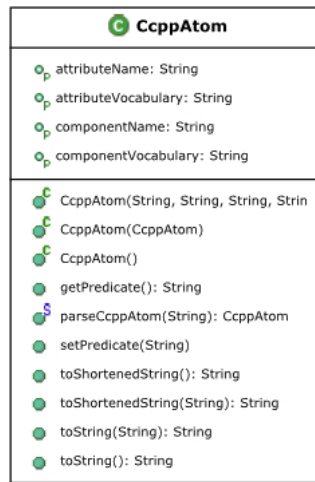 C CcppAtom
P attributeName: String
P attributeVocabulary: String
P componentName: String
P componentVocabulary: String
C CcppAtom(String, String, String, Strin
C CcppAtom(CcppAtom)
C CcppAtom()
getPredicate(): String
S parseCcppAtom(String): CcppAtom
setPredicate(String)
toShortenedString(): String
toShortenedString(String): String
toString(String): String
toString(): String